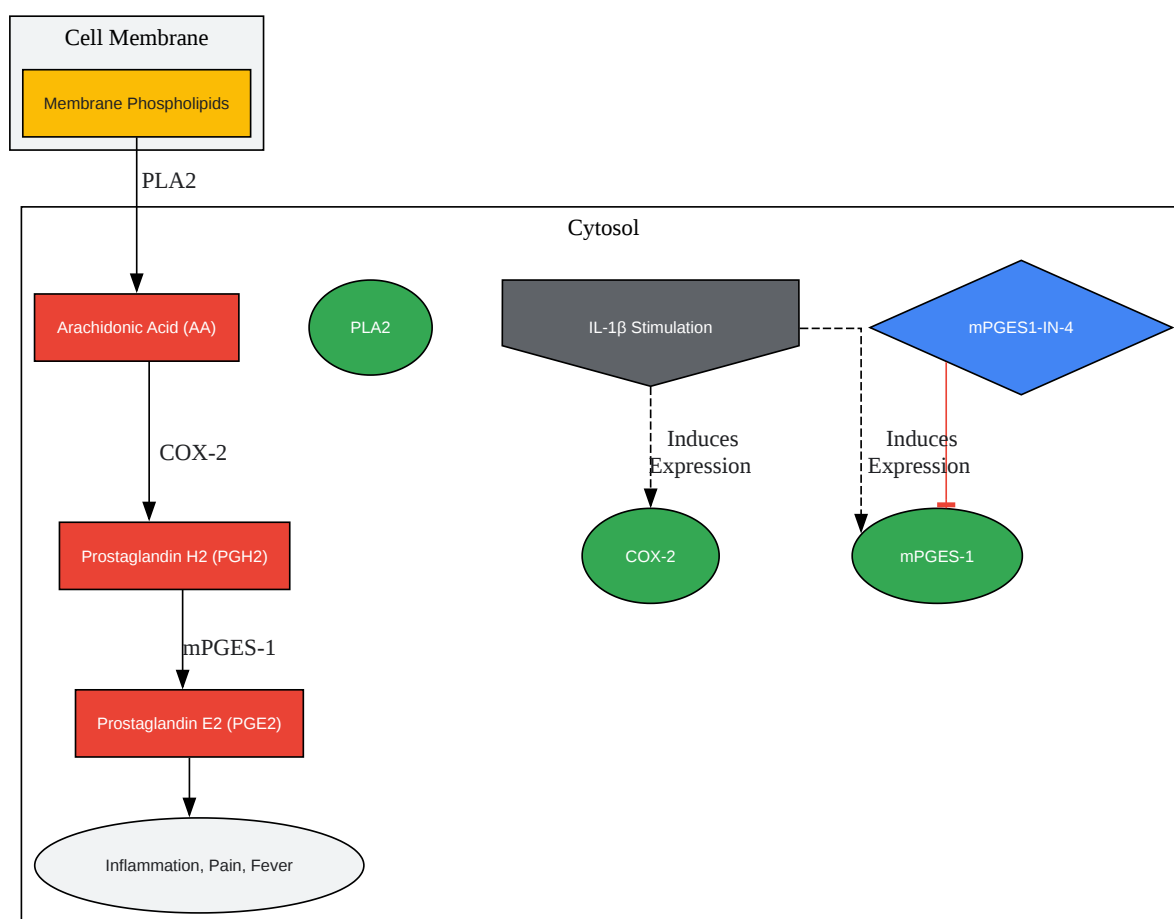 Cell Membrane
Membrane Phospholipids
PLA2
Cytosol
Arachidonic Acid (AA)
PLA2
IL-1β Stimulation
mPGES1-IN-4
COX-2
Induces
Expression
Induces
Expression
Prostaglandin H2 (PGH2)
COX-2
mPGES-1
mPGES-1
Prostaglandin E2 (PGE2)
Inflammation, Pain, Fever